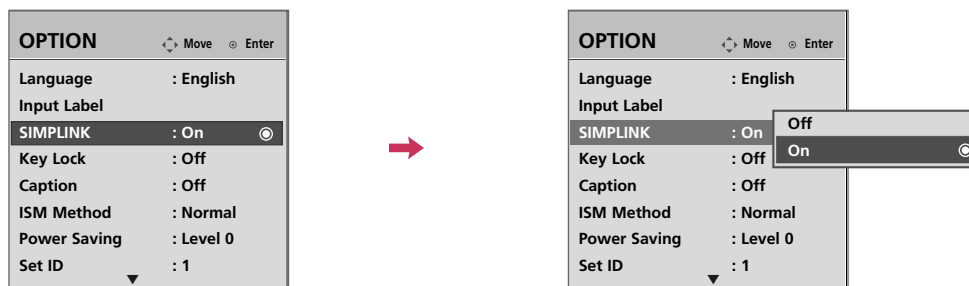 OPTION Move Enter
Language : English
Input Label
SIMPLINK : On
Key Lock : Off
Caption : Off
ISM Method : Normal
Power Saving : Level 0
Set ID : 1
OPTION Move Enter
Language : English
Input Label
SIMPLINK : On
Key Lock : Off
Caption : Off
ISM Method : Normal
Power Saving : Level 0
Set ID : 1
Off
On